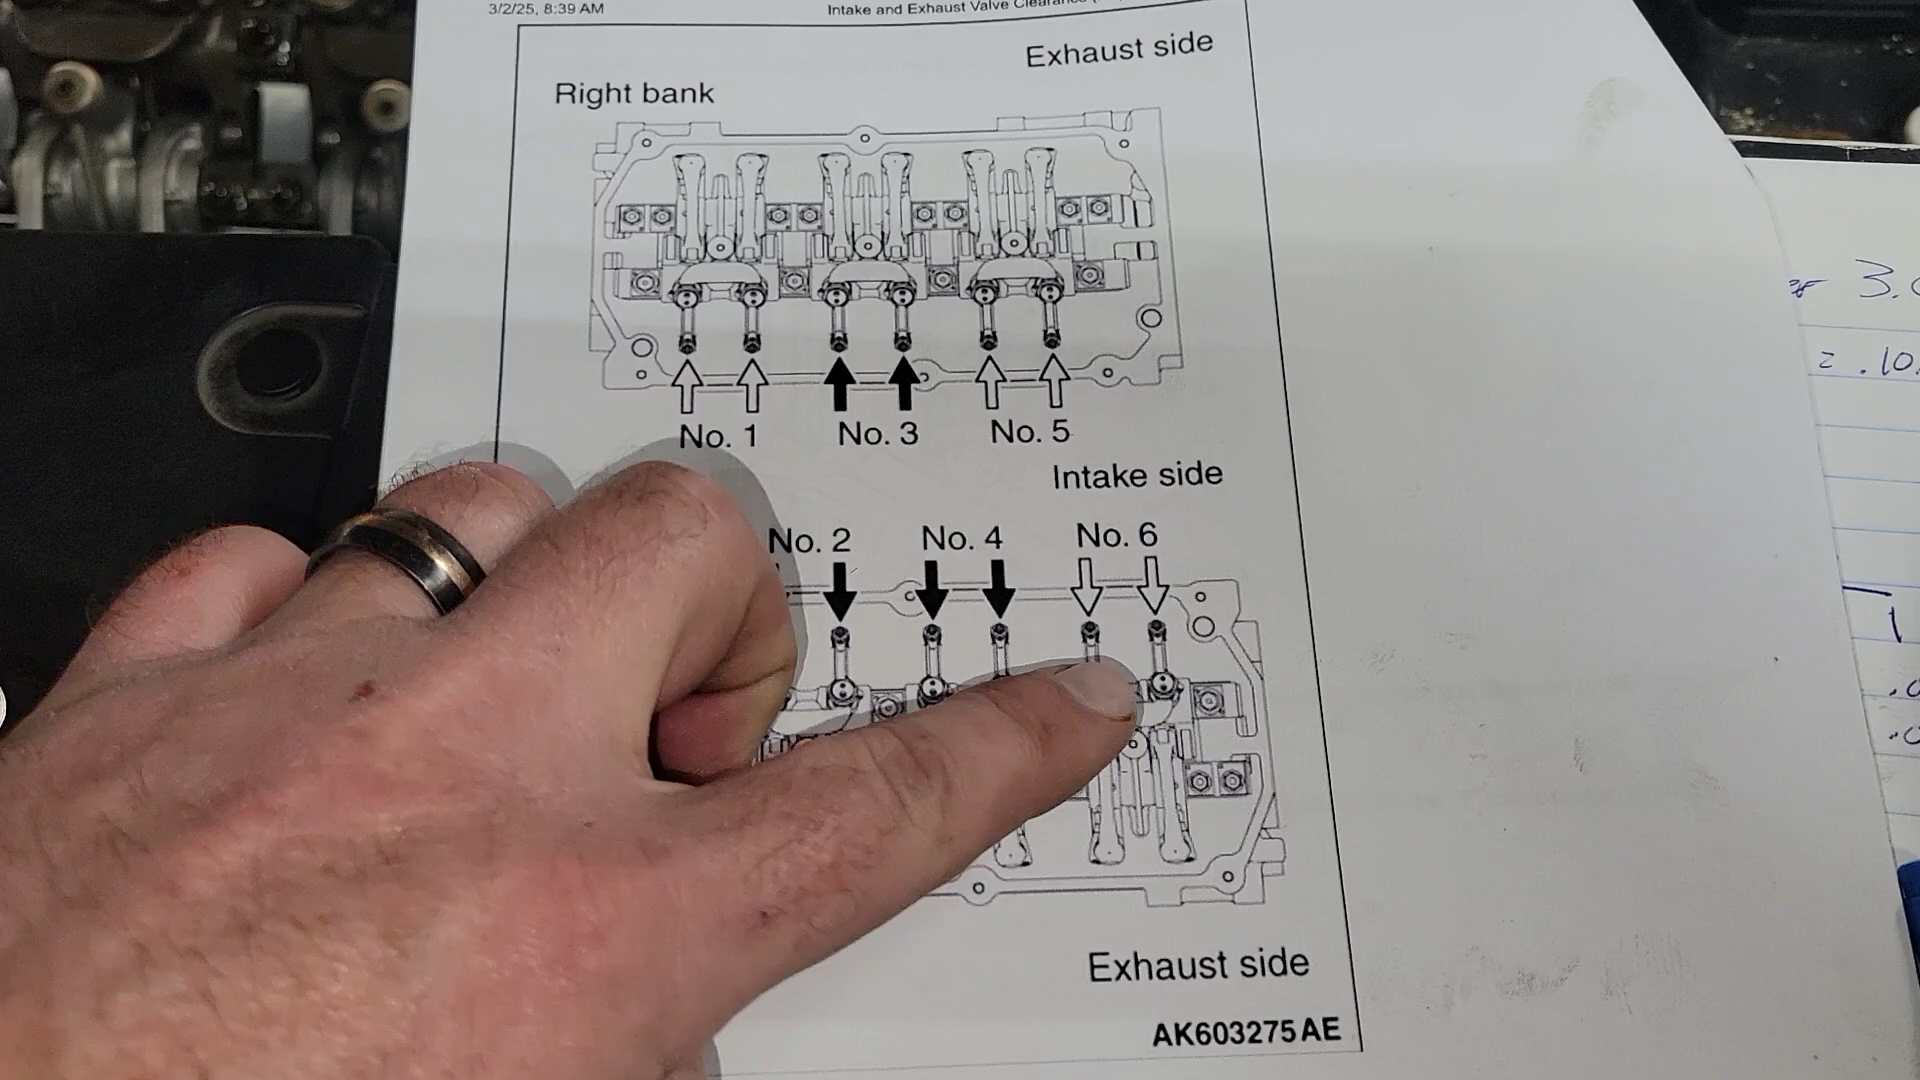 3/2/25, 8:39 AM
Intake and Exhaust Valve Clearance
Exhaust side
Right bank
No. 1 No. 3 No. 5
Intake side
No. 2 No. 4 No. 6
Exhaust side
AK603275AE
3.
.10